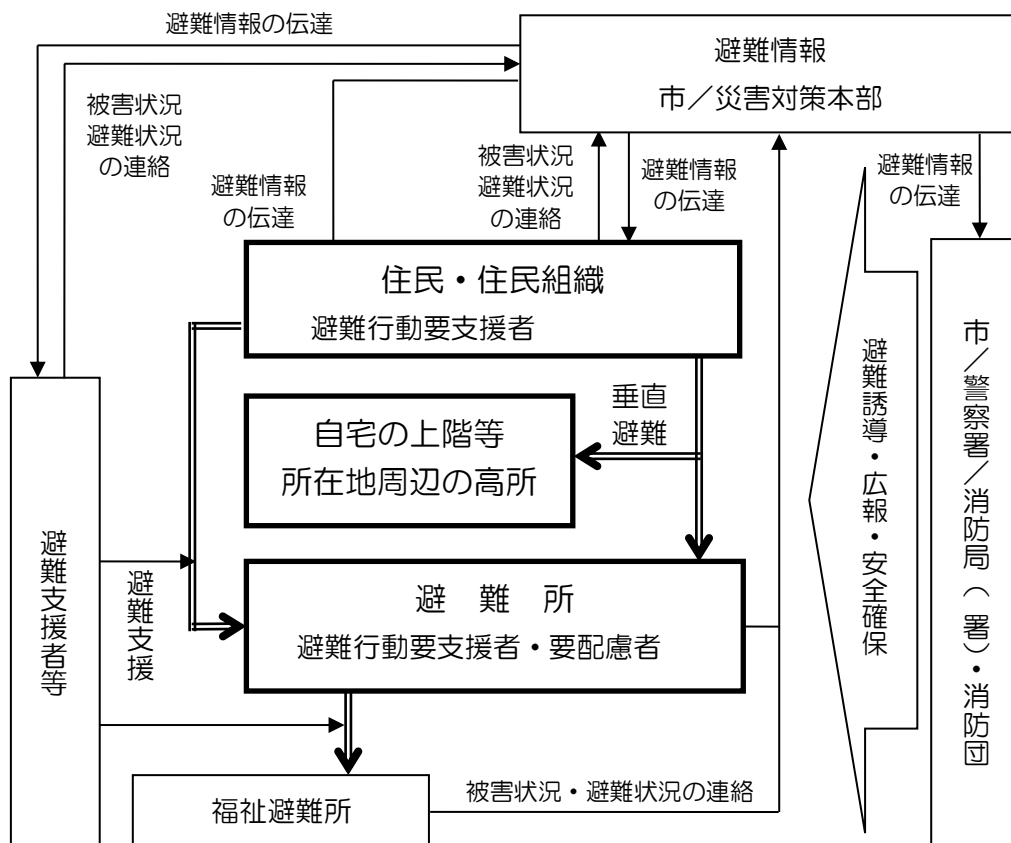 避難情報の伝達
避難情報
市／災害対策本部
被害状況
避難状況
の連絡
避難情報
の伝達
被害状況
避難状況
の連絡
避難情報
の伝達
避難情報
の伝達
住民・住民組織
避難行動要支援者
垂直
避難
自宅の上階等
所在地周辺の高所
避難誘導・広報・安全確保
市／警察署／消防局（署）・消防団
避難支援者等
避難支援
避　難　所
避難行動要支援者・要配慮者
福祉避難所
被害状況・避難状況の連絡